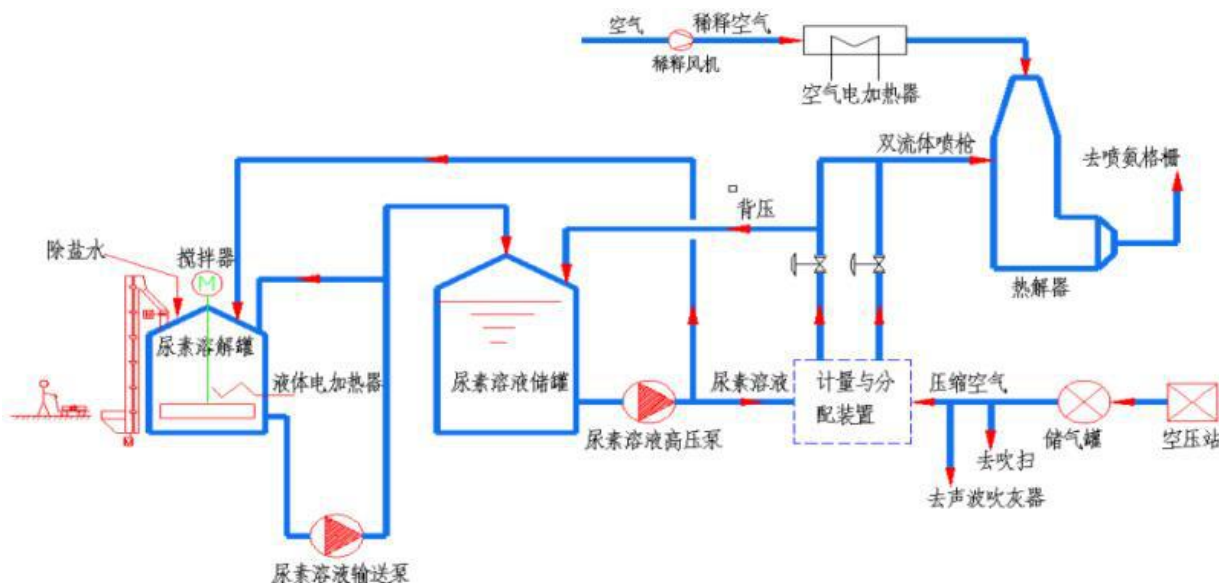 空气
稀释空气
稀释风机
空气电加热器
双流体喷枪
去喷氨格栅
背压
除盐水
搅拌器
M
热解器
尿素溶解罐
液体电加热器
尿素溶液储罐
尿素溶液
计量与分
配装置
压缩空气
尿素溶液高压泵
储气罐
空压站
去吹扫
去声波吹灰器
M
尿素溶液输送泵